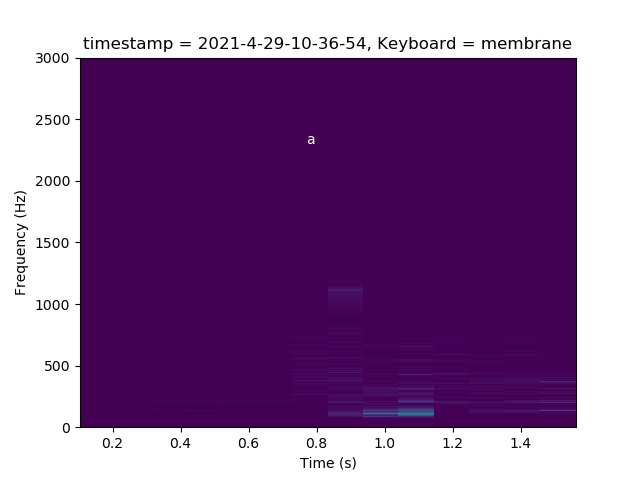 timestamp = 2021-4-29-10-36-54, Keyboard = membrane
3000
2500
2000
1500
1000
500
0
Frequency (Hz)
a
0.2 0.4 0.6 0.8 1.0 1.2 1.4
Time (s)